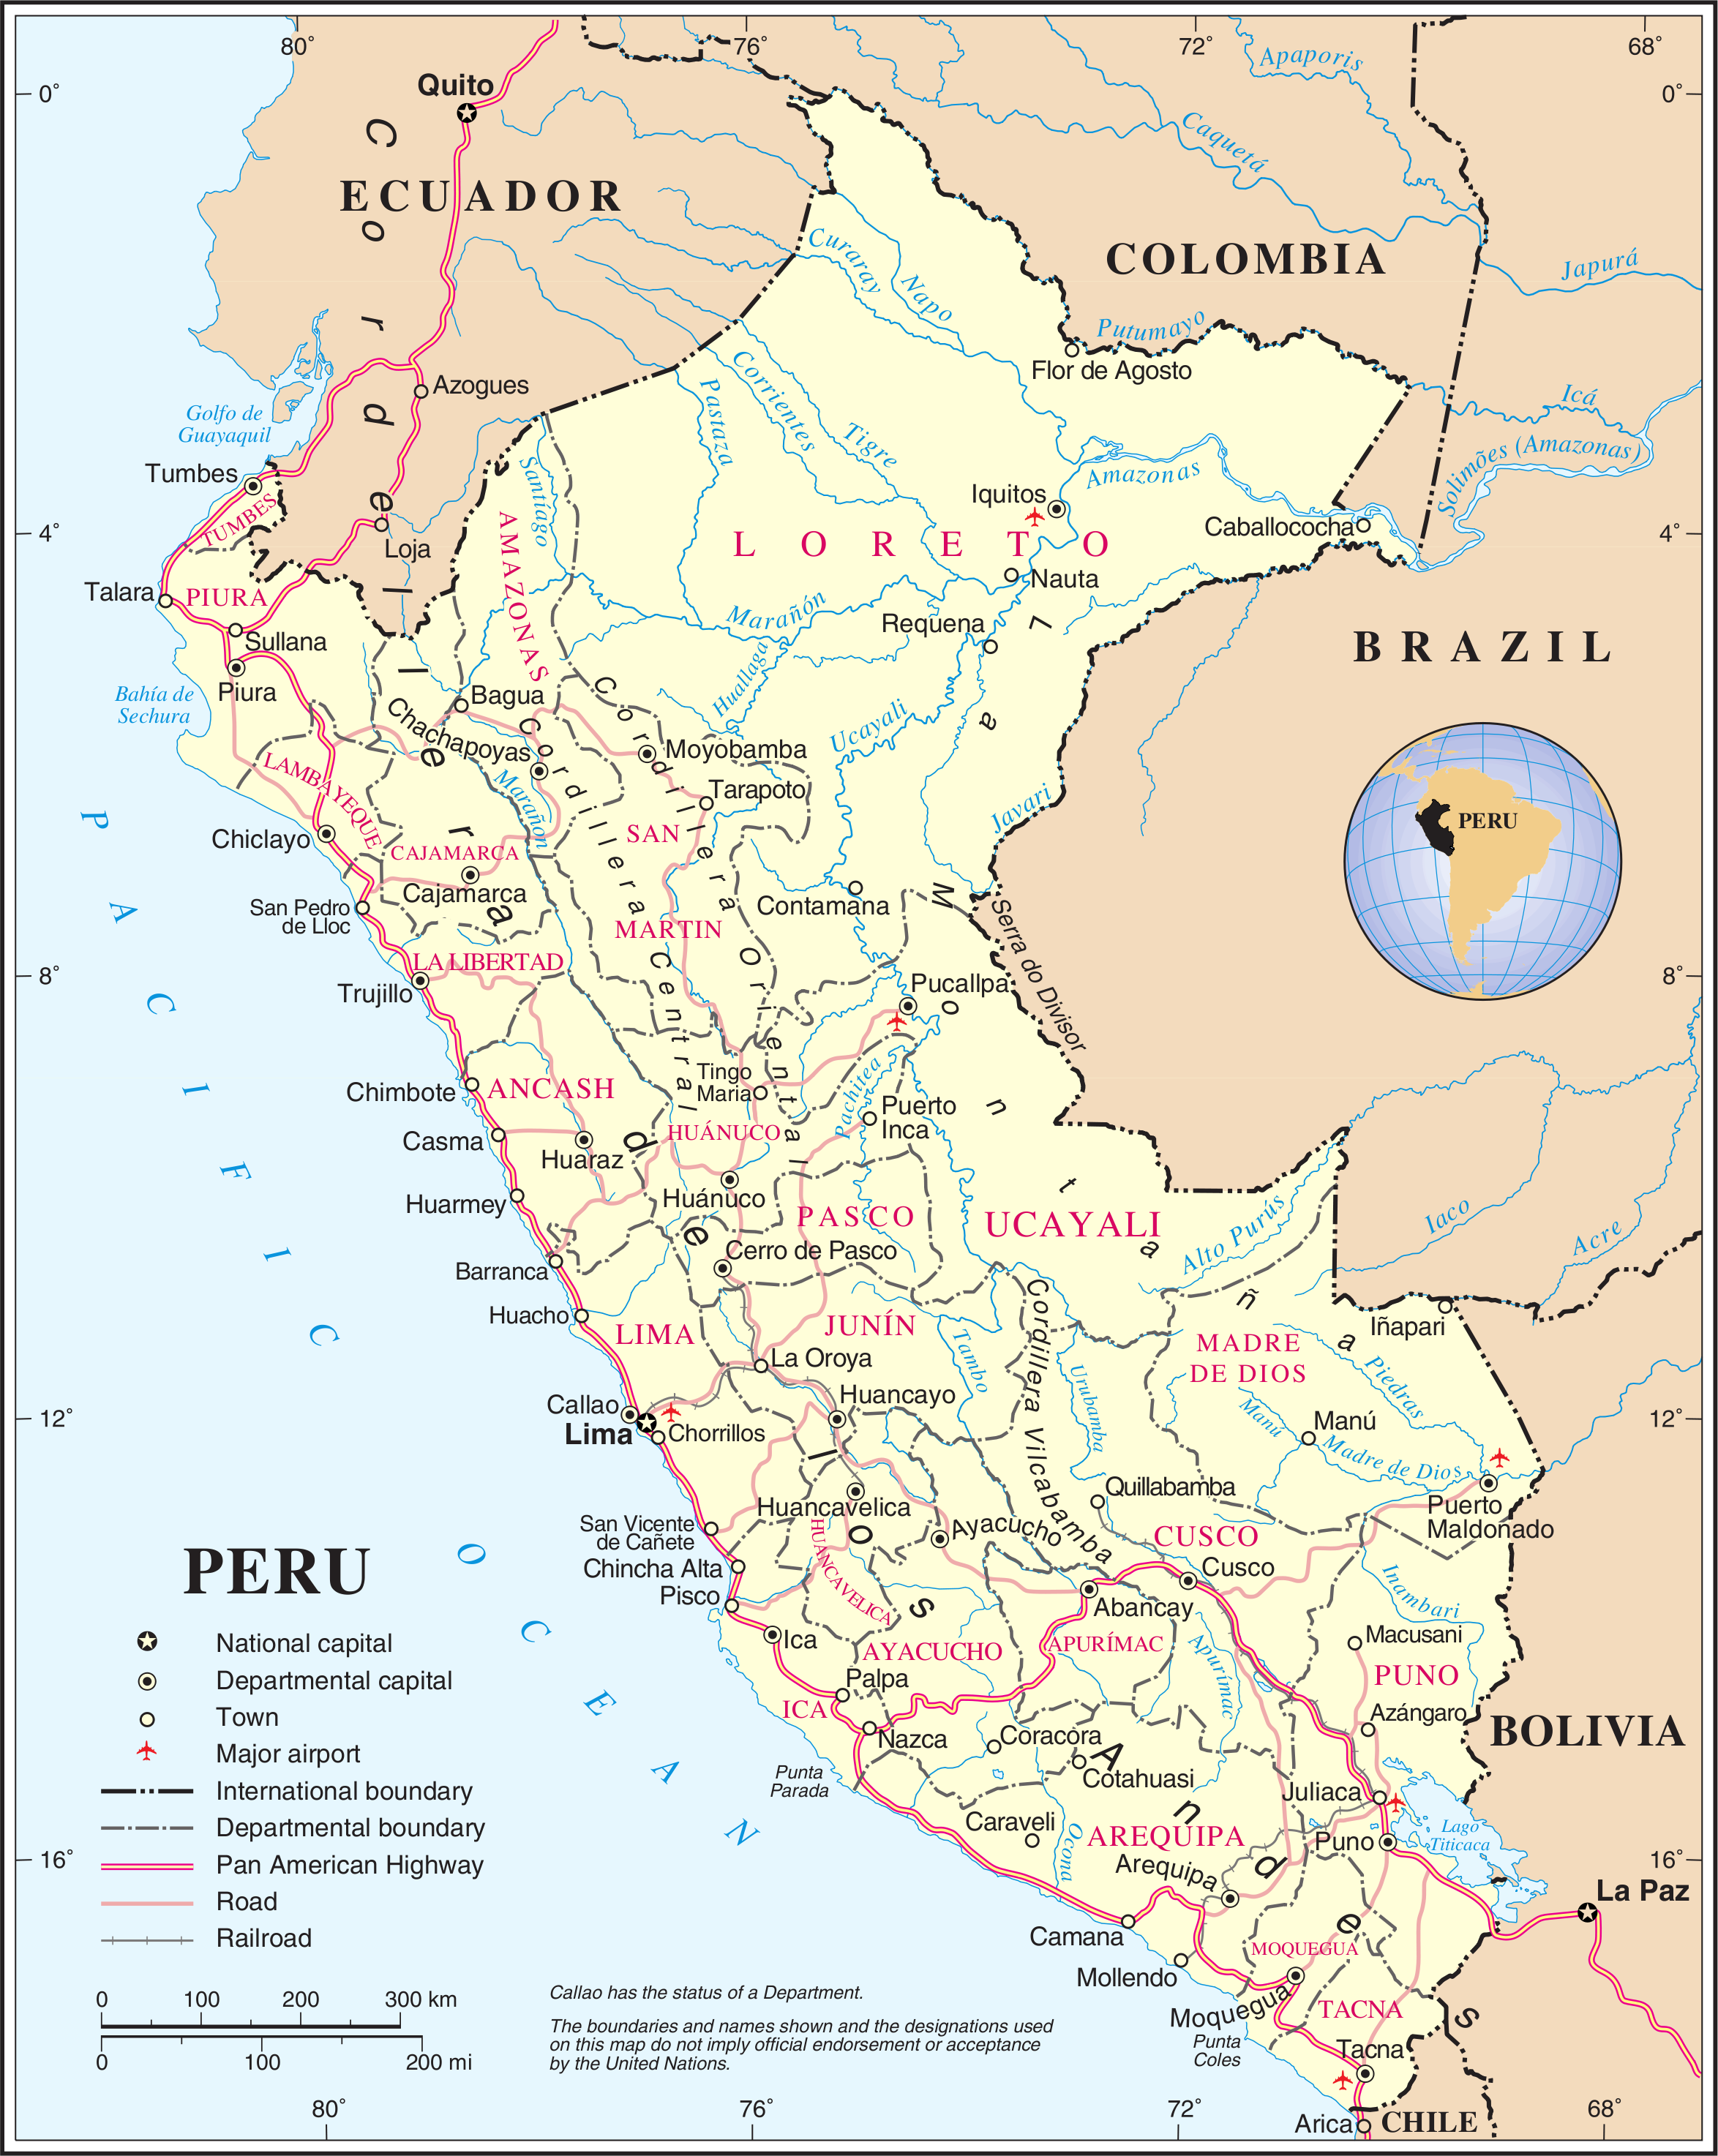 80°
76°
72°
68°
0°
0°
4°
4°
8°
8°
12°
12°
16°
16°
80°
76°
72°
68°
Quito
ECUADOR
COLOMBIA
BRAZIL
BOLIVIA
CHILE
Apaporis
Caquetá
Japurá
Putumayo
Icá
Solimões (Amazonas)
Curaray
Napo
Corrientes
Pastaza
Tigre
Santiago
Amazonas
Flor de Agosto
Azogues
Golfo de
Guayaquil
Tumbes
TUMBES
Loja
Talara
PIURA
Sullana
Piura
Bahía de
Sechura
AMAZONAS
LORETO
Iquitos
Caballococha
Nauta
Requena
Marañón
Huallaga
Ucayali
Javari
Bagua
Chachapoyas
Marañon
Moyobamba
Tarapoto
LAMBAYEQUE
Chiclayo
CAJAMARCA
Cajamarca
San Pedro
de Lloc
SAN
MARTIN
Contamana
La Montaña
Serra do Divisor
PERU
LA LIBERTAD
Trujillo
Pucallpa
Cordillera Central
Cordillera Oriental
Cordillera de los Andes
Chimbote
ANCASH
Casma
Huaraz
Huarmey
Tingo
Maria
HUÁNUCO
Huánuco
Pachitea
Puerto
Inca
PASCO
Cerro de Pasco
UCAYALI
Alto Purús
Iaco
Acre
Barranca
Huacho
LIMA
JUNÍN
La Oroya
Huancayo
Tambo
Urubamba
Cordillera Vilcabamba
Iñapari
MADRE
DE DIOS
Piedras
Manú
Manú
Madre de Dios
Puerto
Maldonado
Callao
Lima
Chorrillos
Huancavelica
HUANCAVELICA
San Vicente
de Cañete
Chincha Alta
Pisco
Ica
ICA
Ayacucho
AYACUCHO
Quillabamba
CUSCO
Cusco
Abancay
APURÍMAC
Apurímac
Inambari
Macusani
PUNO
Azángaro
Palpa
Nazca
Coracora
Cotahuasi
Punta
Parada
Caraveli
Ocona
AREQUIPA
Arequipa
Juliaca
Puno
Lago
Titicaca
La Paz
Camana
Mollendo
MOQUEGUA
Moquegua
Punta
Coles
TACNA
Tacna
Arica
PACIFIC
OCEAN
PERU
National capital
Departmental capital
Town
Major airport
International boundary
Departmental boundary
Pan American Highway
Road
Railroad
0 100 200 300 km
0 100 200 mi
Callao has the status of a Department.
The boundaries and names shown and the designations used
on this map do not imply official endorsement or acceptance
by the United Nations.